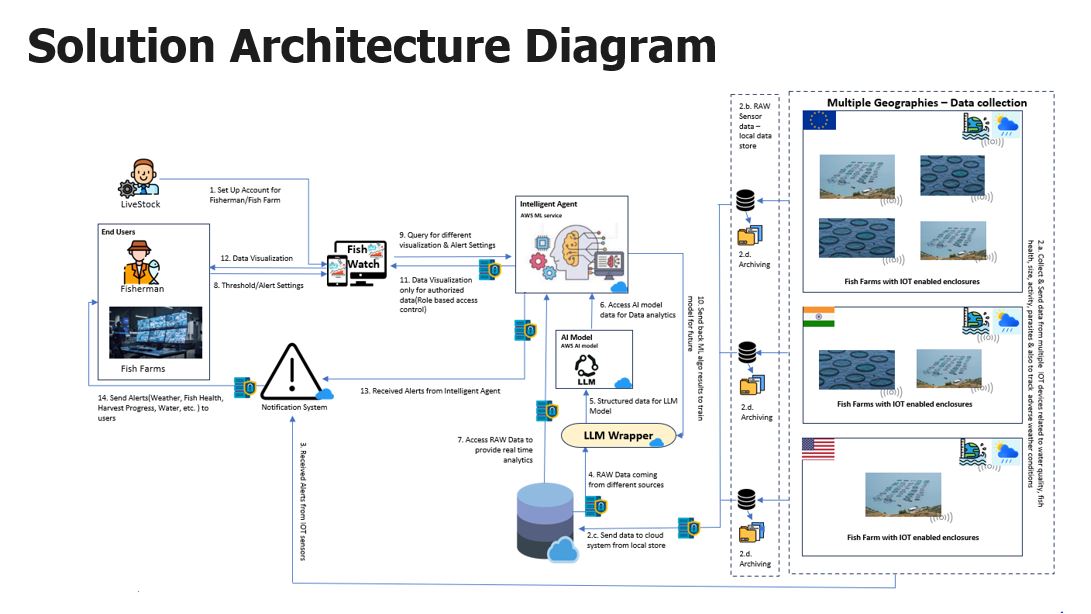 Solution Architecture Diagram
LiveStock
1. Set Up Account for
Fisherman/Fish Farm
End Users
Fisherman
Fish Farms
12. Data Visualization
8. Threshold/Alert Settings
Fish
Watch
9. Query for different
visualization & Alert Settings
11. Data Visualization
only for authorized
data(Role based access
control)
Intelligent Agent
AWS ML service
6. Access AI model
data for Data analytics
AI Model
AWS AI model
LLM
10. Send back ML algo results to train
model for future
5. Structured data for LLM
Model
LLM Wrapper
4. RAW Data coming
from different sources
7. Access RAW Data to
provide real time
analytics
2.c. Send data to cloud
system from local store
13. Received Alerts from Intelligent Agent
Notification System
14. Send Alerts(Weather, Fish Health,
Harvest Progress, Water, etc. ) to
users
3. Received Alerts from IOT sensors
2.b. RAW
Sensor
data –
local data
store
2.d.
Archiving
2.d.
Archiving
2.d.
Archiving
Multiple Geographies – Data collection
Farms with IOT enabled enclosures
Fish Farms with IOT enabled enclosures
Fish Farm with IOT enabled enclosures
2.a. Collect & Send data from multiple IOT devices related to water quality, fish
health, size, activity, parasites & also to track adverse weather conditions